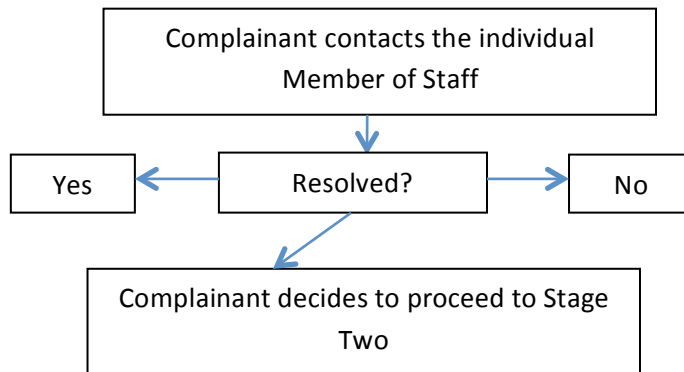 Complainant contacts the individual
Member of Staff
Yes
Resolved?
No
Complainant decides to proceed to Stage
Two